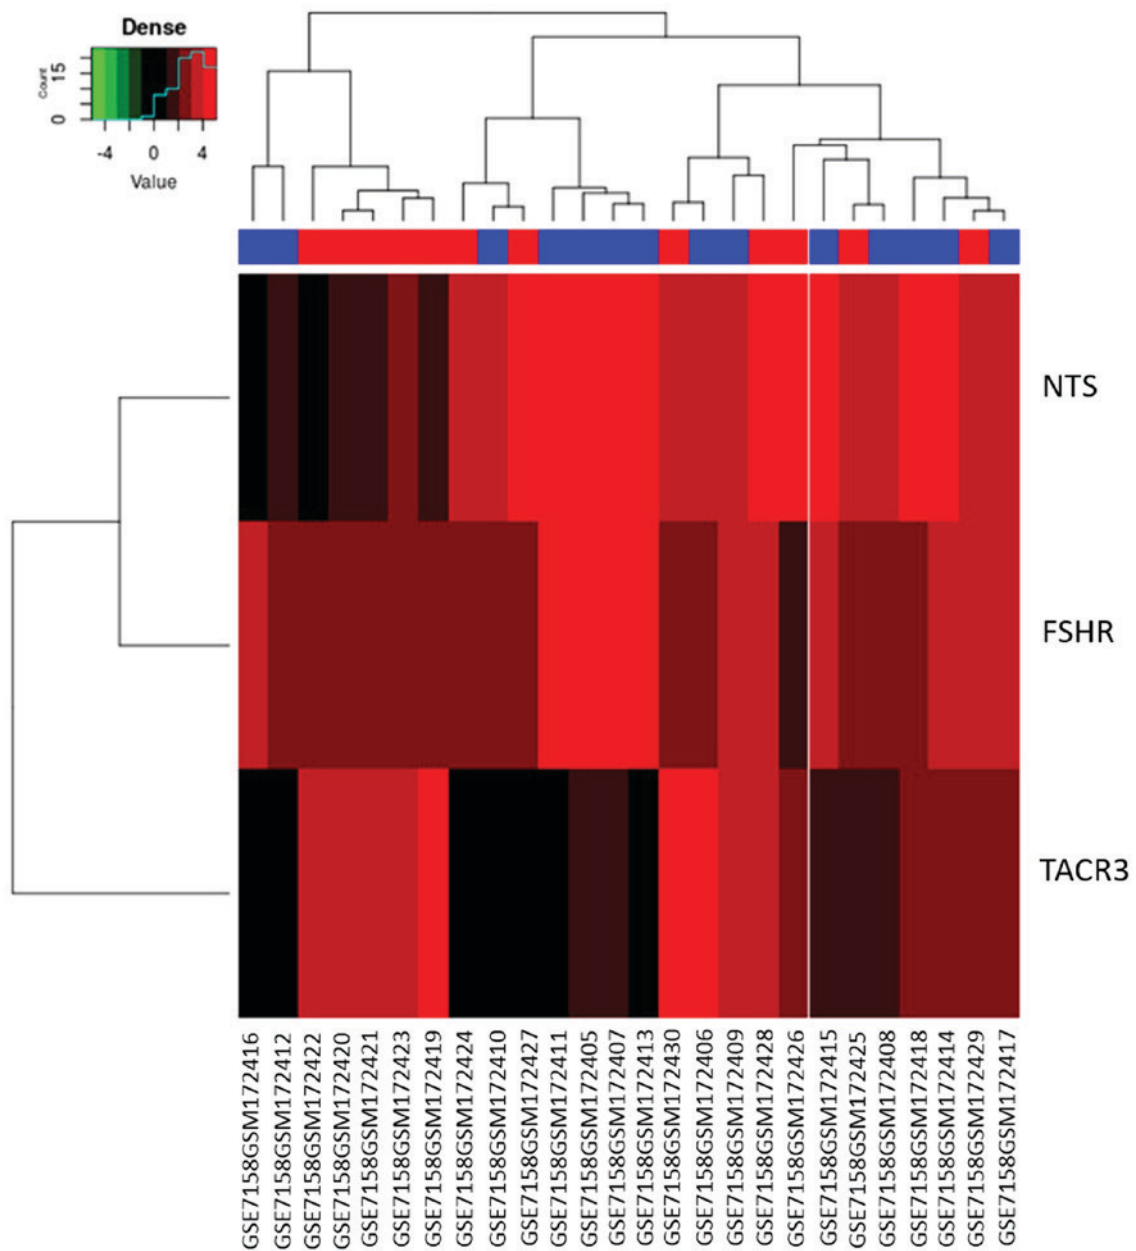 Dense
Count
0 15
-4 0 4
Value
NTS
FSHR
TACR3
GSE7158GSM172416
GSE7158GSM172412
GSE7158GSM172422
GSE7158GSM172420
GSE7158GSM172421
GSE7158GSM172423
GSE7158GSM172419
GSE7158GSM172424
GSE7158GSM172410
GSE7158GSM172427
GSE7158GSM172411
GSE7158GSM172405
GSE7158GSM172407
GSE7158GSM172413
GSE7158GSM172430
GSE7158GSM172406
GSE7158GSM172409
GSE7158GSM172428
GSE7158GSM172426
GSE7158GSM172415
GSE7158GSM172425
GSE7158GSM172408
GSE7158GSM172418
GSE7158GSM172414
GSE7158GSM172429
GSE7158GSM172417